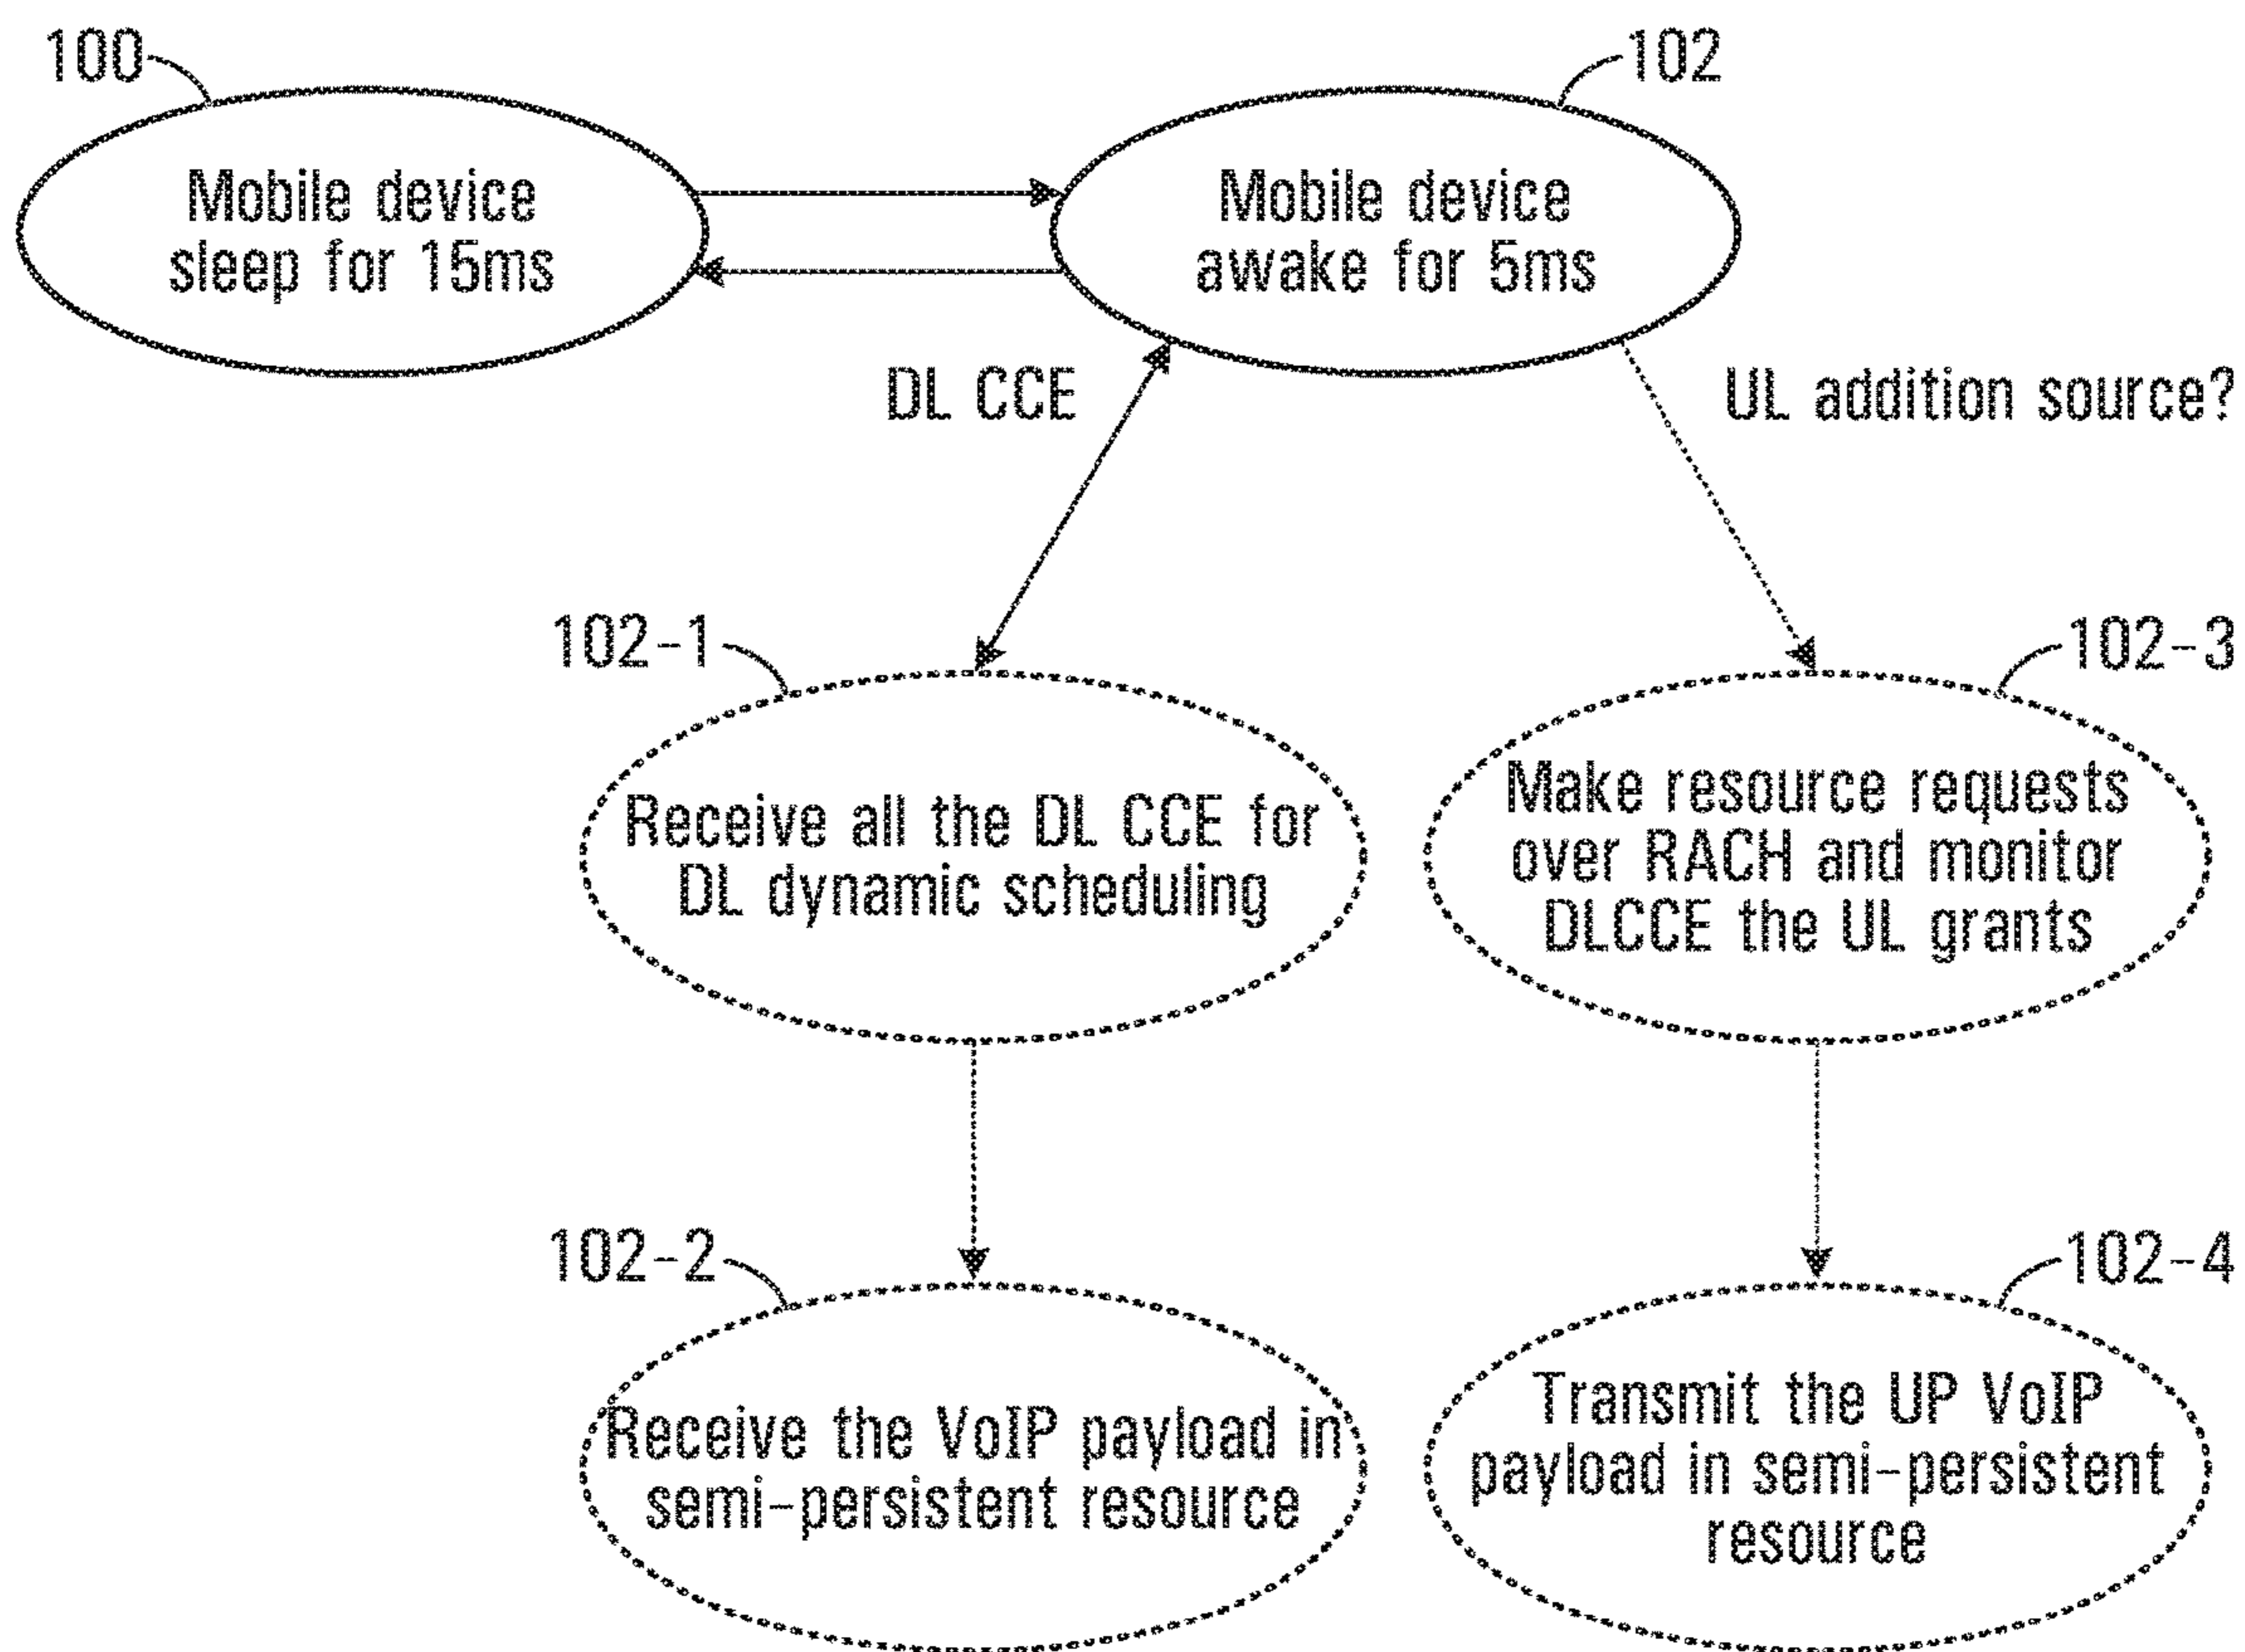 100
102
Mobile device
sleep for 15ms
Mobile device
awake for 5ms
DL CCE
UL addition source?
102-1
102-3
Receive all the DL CCE for
DL dynamic scheduling
Make resource requests
over RACH and monitor
DLCCE the UL grants
102-2
102-4
Receive the VoIP payload in
semi-persistent resource
Transmit the UP VoIP
payload in semi-persistent
resource